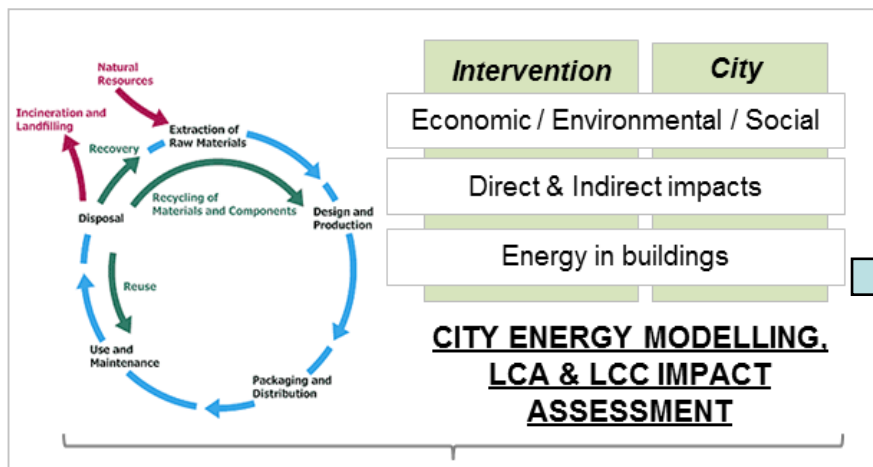 Natural
Resources
Incineration and
Landfilling
Extraction of
Raw Materials
Recovery
Recycling of
Materials and Components
Disposal
Design and
Production
Reuse
Use and
Maintenance
Packaging and
Distribution
Intervention
City
Economic / Environmental / Social
Direct & Indirect impacts
Energy in buildings
CITY ENERGY MODELLING,
LCA & LCC IMPACT
ASSESSMENT